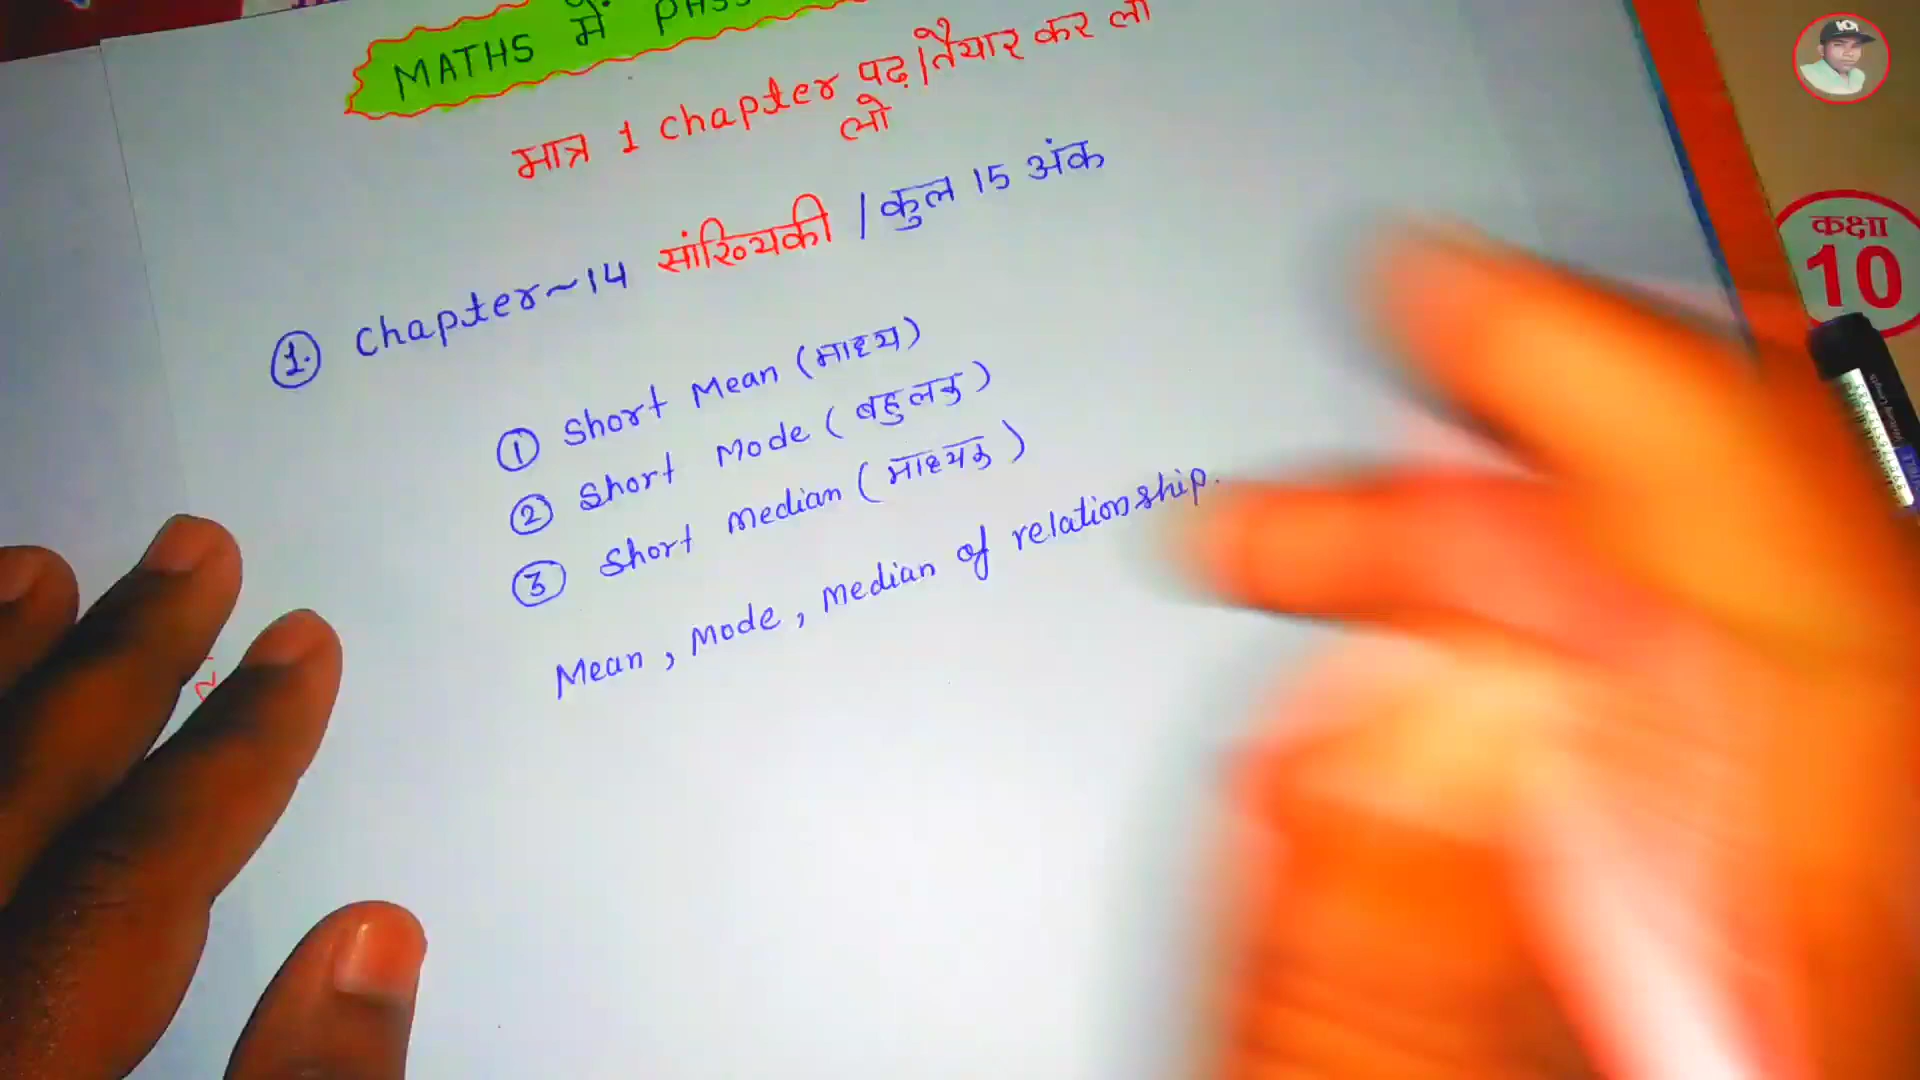 MATHS में PASS
मात्र 1 Chapter पढ़/तैयार कर लो
लो
1. Chapter~14 सांख्यिकी / कुल 15 अंक
① Short Mean (माध्य)
② Short Mode (बहुलक)
③ Short Median (माध्यक)
Mean, Mode, Median of relationship.
कक्षा
10